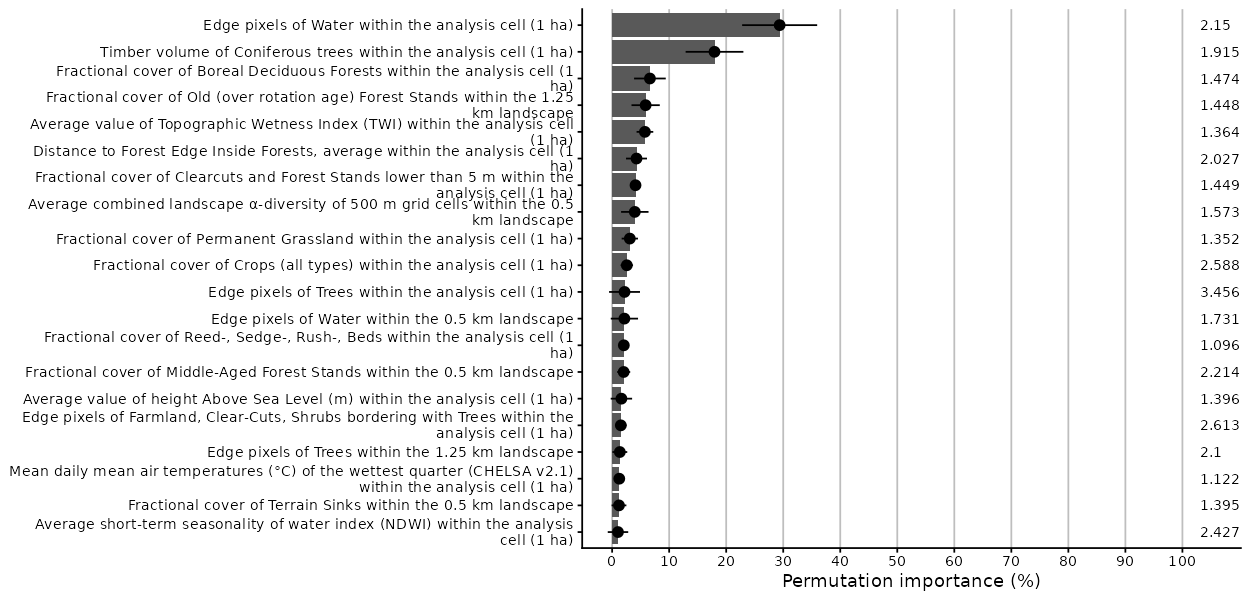 Edge pixels of Water within the analysis cell (1 ha)
2.15
Timber volume of Coniferous trees within the analysis cell (1 ha)
1.915
Fractional cover of Boreal Deciduous Forests within the analysis cell (1
ha)
1.474
Fractional cover of Old (over rotation age) Forest Stands within the 1.25
km landscape
1.448
Average value of Topographic Wetness Index (TWI) within the analysis cell
(1 ha)
1.364
Distance to Forest Edge Inside Forests, average within the analysis cell (1
ha)
2.027
Fractional cover of Clearcuts and Forest Stands lower than 5 m within the
analysis cell (1 ha)
1.449
Average combined landscape α-diversity of 500 m grid cells within the 0.5
km landscape
1.573
Fractional cover of Permanent Grassland within the analysis cell (1 ha)
1.352
Fractional cover of Crops (all types) within the analysis cell (1 ha)
2.588
Edge pixels of Trees within the analysis cell (1 ha)
3.456
Edge pixels of Water within the 0.5 km landscape
1.731
Fractional cover of Reed-, Sedge-, Rush-, Beds within the analysis cell (1
ha)
1.096
Fractional cover of Middle-Aged Forest Stands within the 0.5 km landscape
2.214
Average value of height Above Sea Level (m) within the analysis cell (1 ha)
1.396
Edge pixels of Farmland, Clear-Cuts, Shrubs bordering with Trees within the
analysis cell (1 ha)
2.613
Edge pixels of Trees within the 1.25 km landscape
2.1
Mean daily mean air temperatures (°C) of the wettest quarter (CHELSA v2.1)
within the analysis cell (1 ha)
1.122
Fractional cover of Terrain Sinks within the 0.5 km landscape
1.395
Average short-term seasonality of water index (NDWI) within the analysis
cell (1 ha)
2.427
0 10 20 30 40 50 60 70 80 90 100
Permutation importance (%)